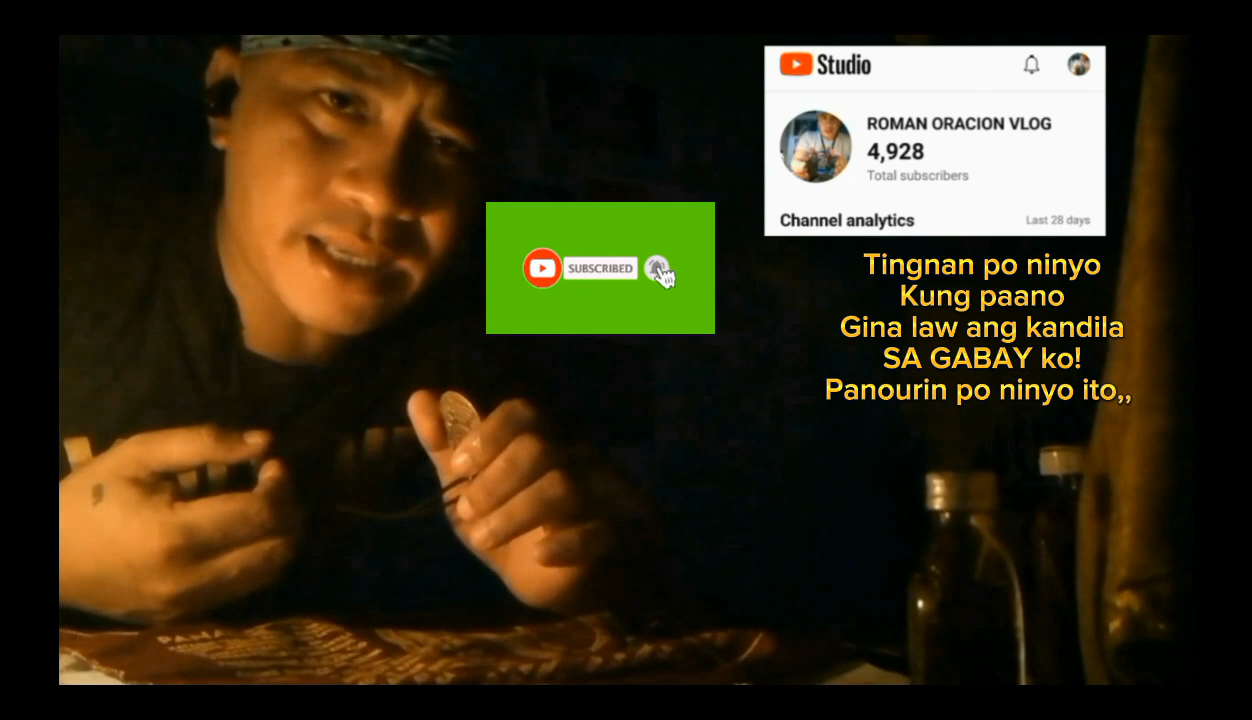 Studio
ROMAN ORACION VLOG
4,928
Total subscribers
Channel analytics
Last 28 days
SUBSCRIBED
Tingnan po ninyo
Kung paano
Gina law ang kandila
SA GABAY ko!
Panourin po ninyo ito,,